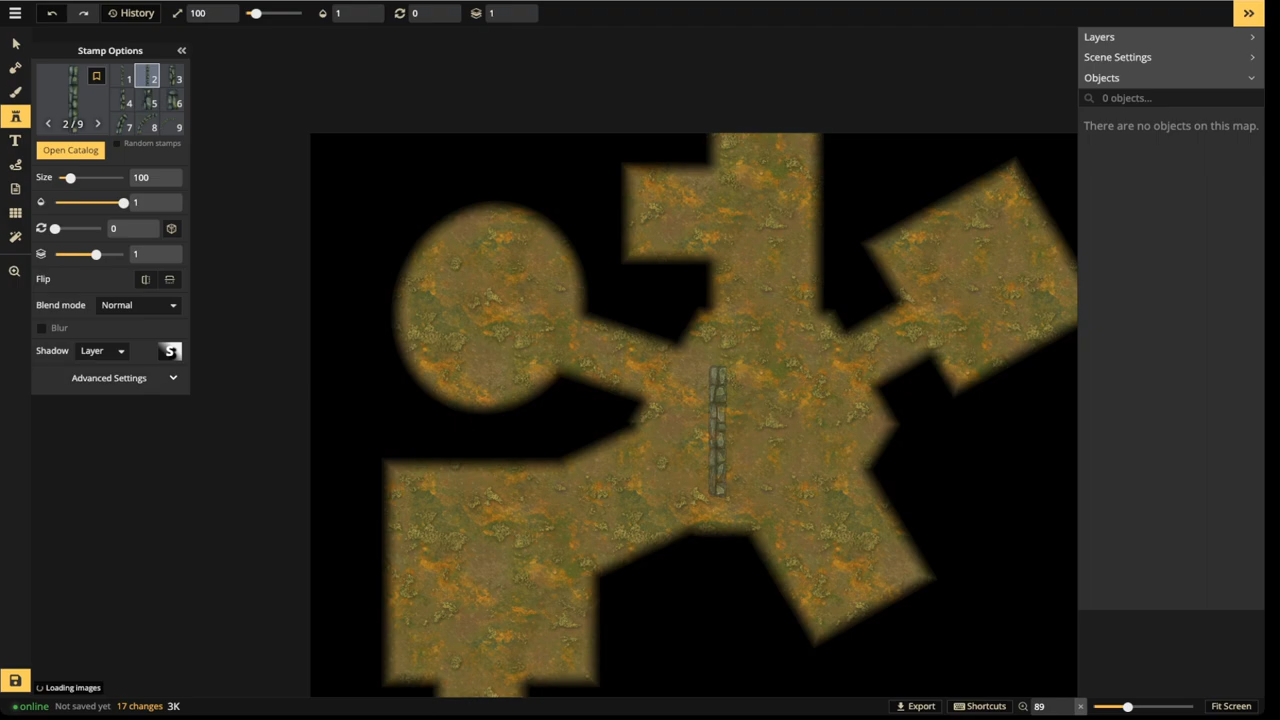 History 100 1 0 1
Stamp Options
Layers
Scene Settings
Objects
0 objects...
There are no objects on this map.
1 2 3
4 5 6
2/9 7 8 9
Open Catalog Random stamps
Size 100
1
0
1
Flip
Blend mode Normal
Blur
Shadow Layer S
Advanced Settings
Loading images
online Not saved yet 17 changes 3K Export Shortcuts 89 × Fit Screen